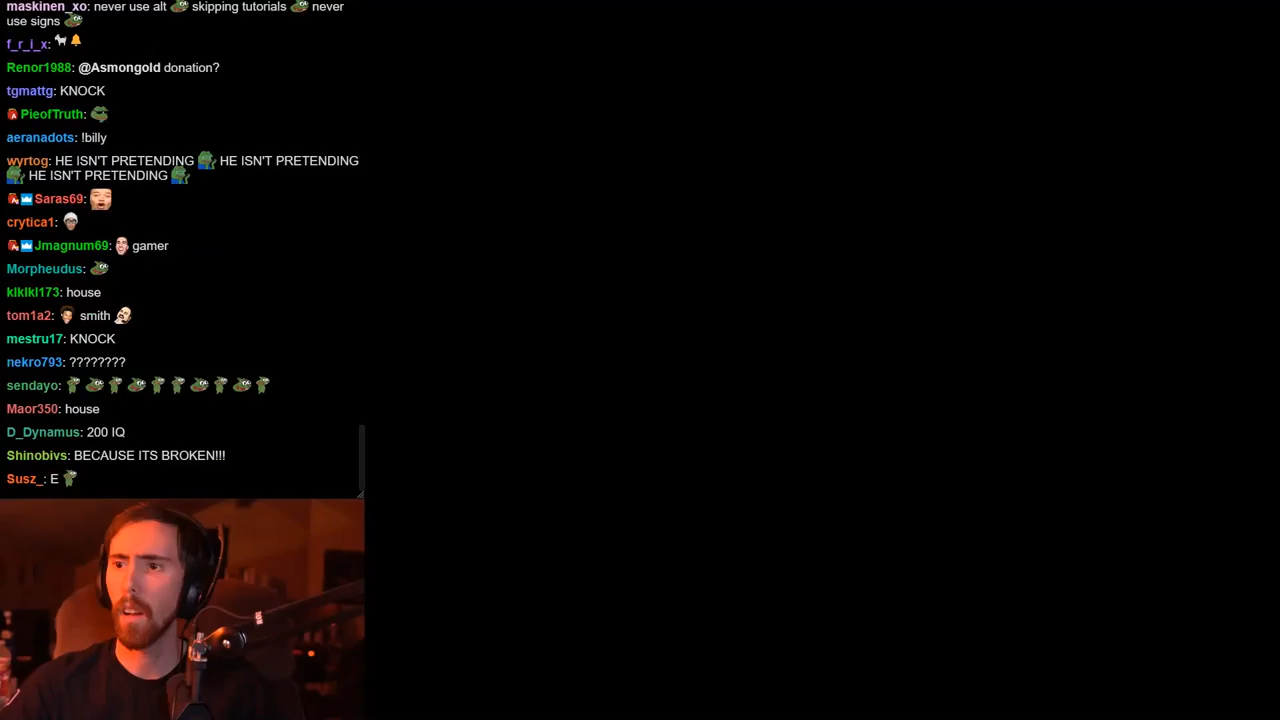 maskinen_xo: never use alt skipping tutorials never
use signs
f_r_i_x:
Renor1988: @Asmongold donation?
tgmattg: KNOCK
PieofTruth:
aeranadots: !billy
wyrtog: HE ISN'T PRETENDING HE ISN'T PRETENDING
HE ISN'T PRETENDING
Saras69:
crytica1:
Jmagnum69: gamer
Morpheudus:
klklkl173: house
tom1a2: smith
mestru17: KNOCK
nekro793: ????????
sendayo:
Maor350: house
D_Dynamus: 200 IQ
Shinobivs: BECAUSE ITS BROKEN!!!
Susz_: E